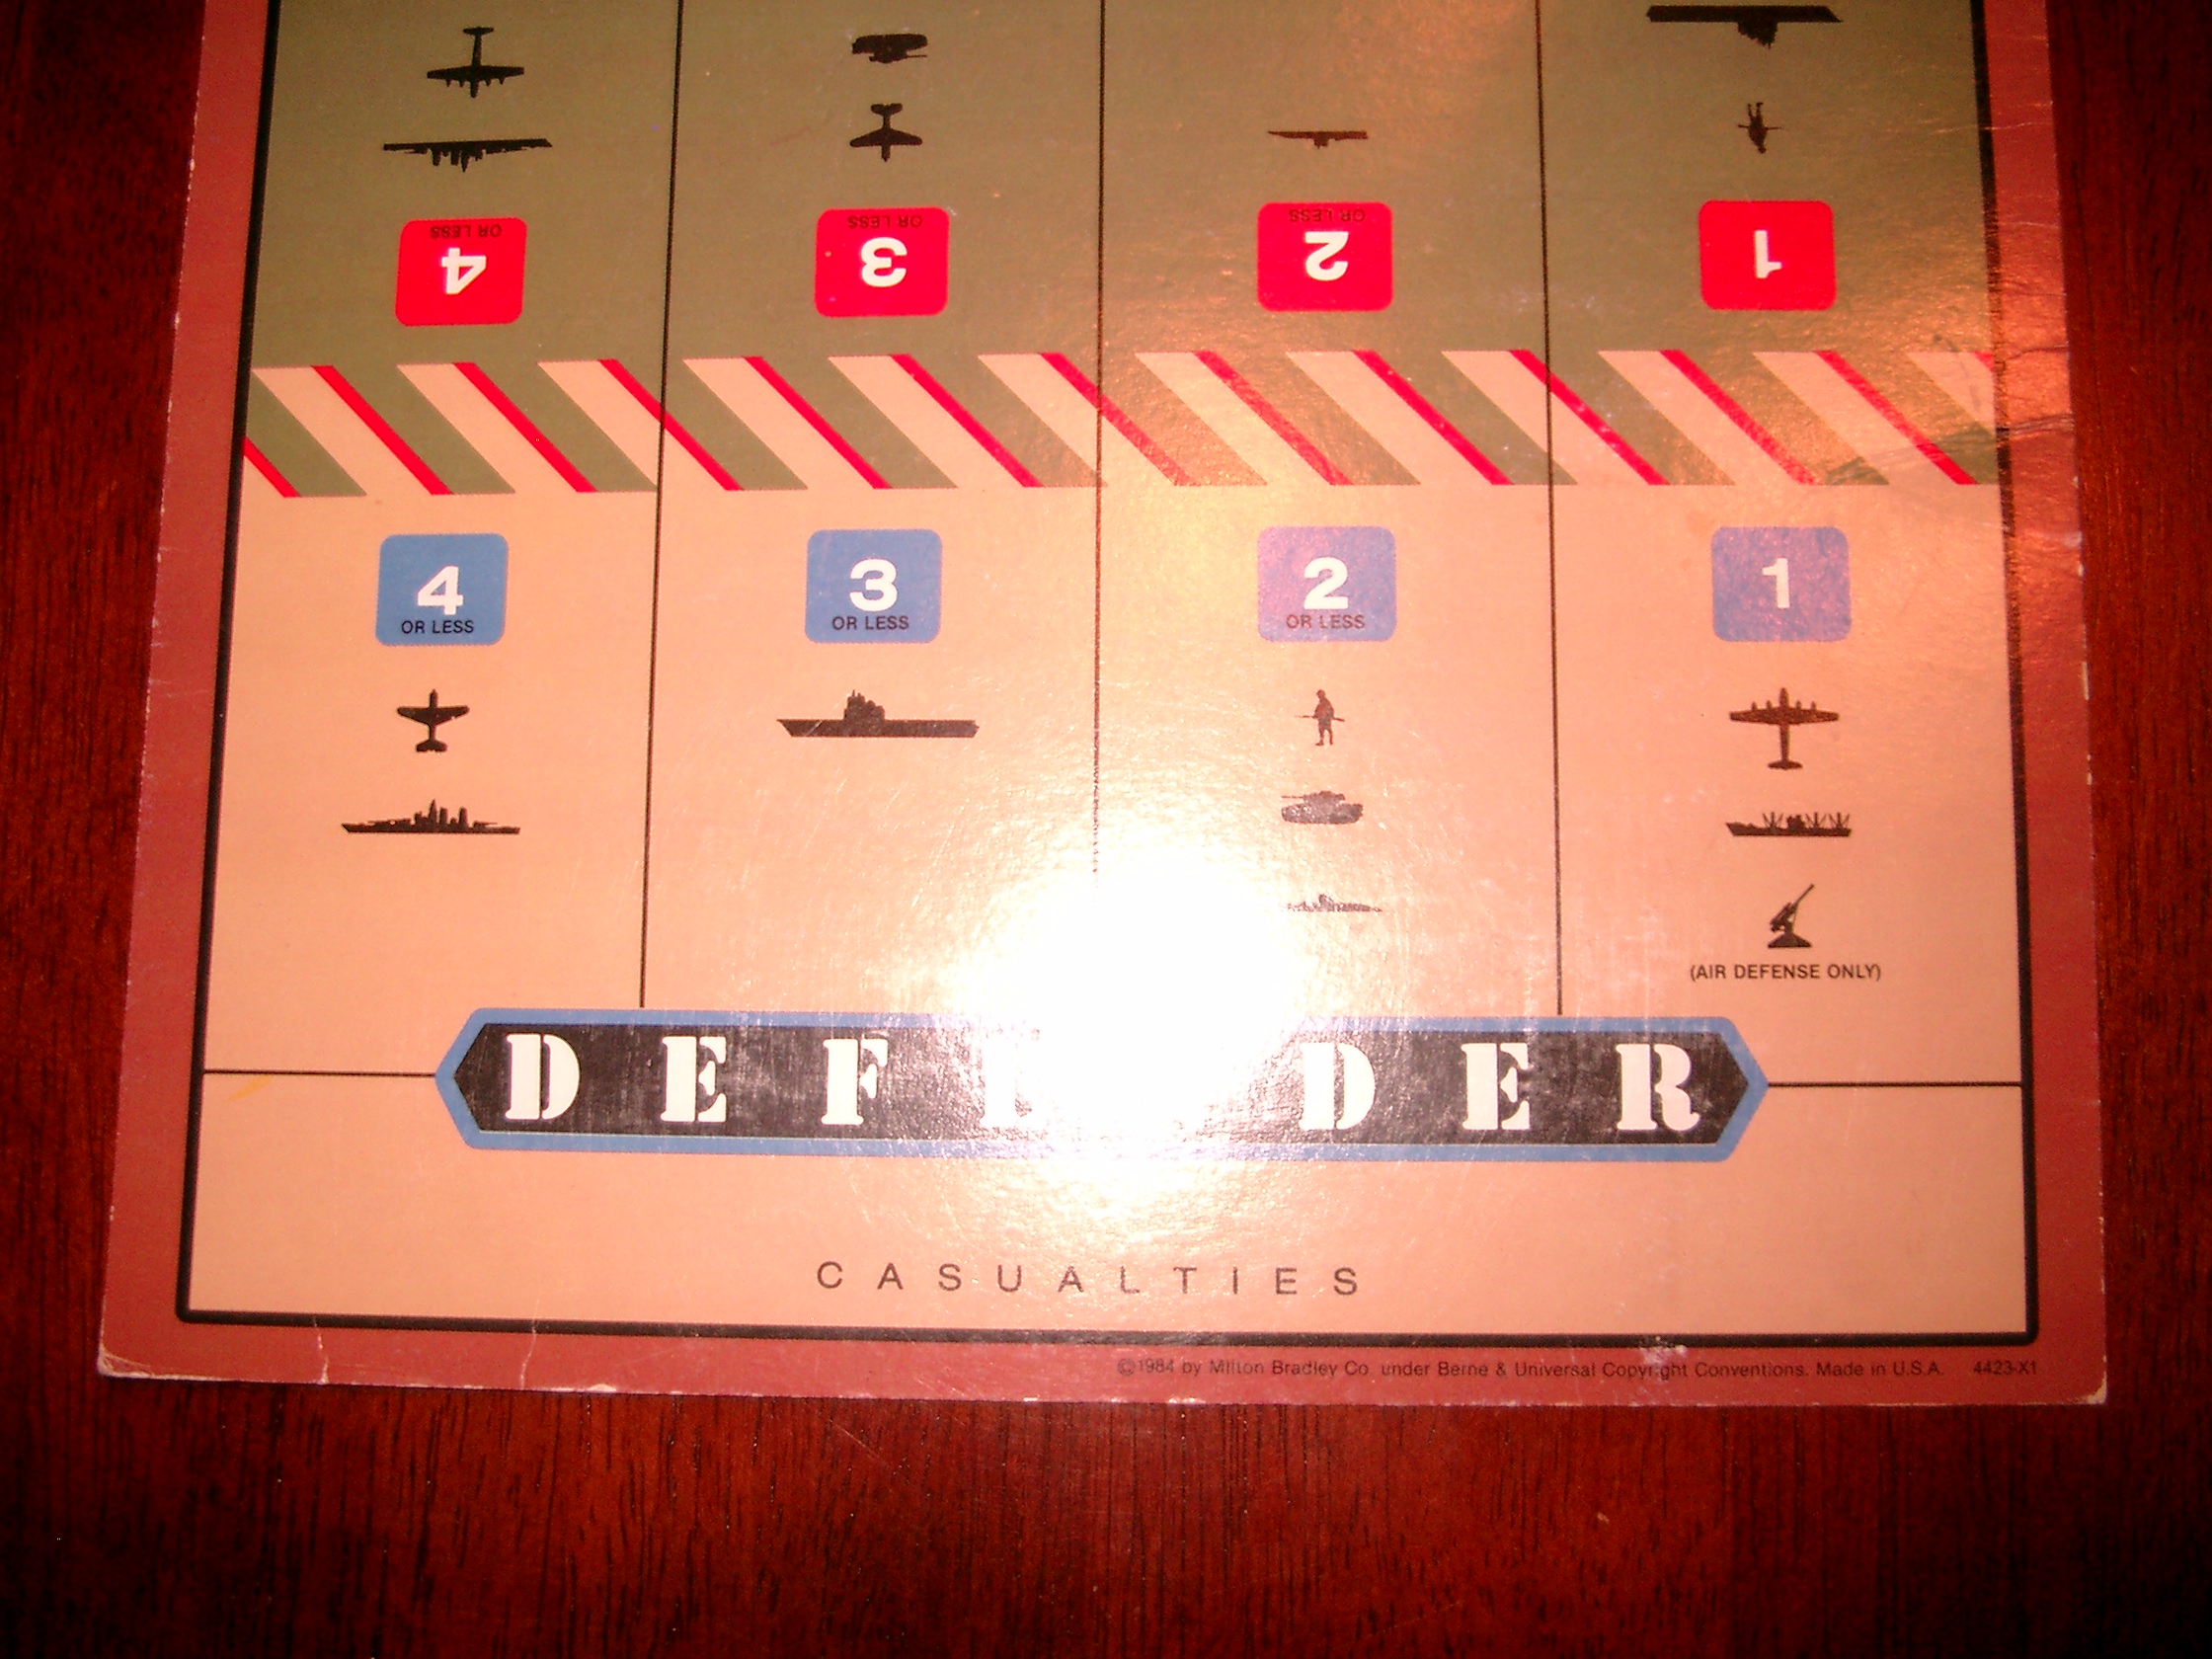 4 OR LESS
3 OR LESS
2 OR LESS
1
4 OR LESS
3 OR LESS
2 OR LESS
1
(AIR DEFENSE ONLY)
CASUALTIES
©1984 by Milton Bradley Co. under Berne & Universal Copyright Conventions. Made in U.S.A. 4423-X1